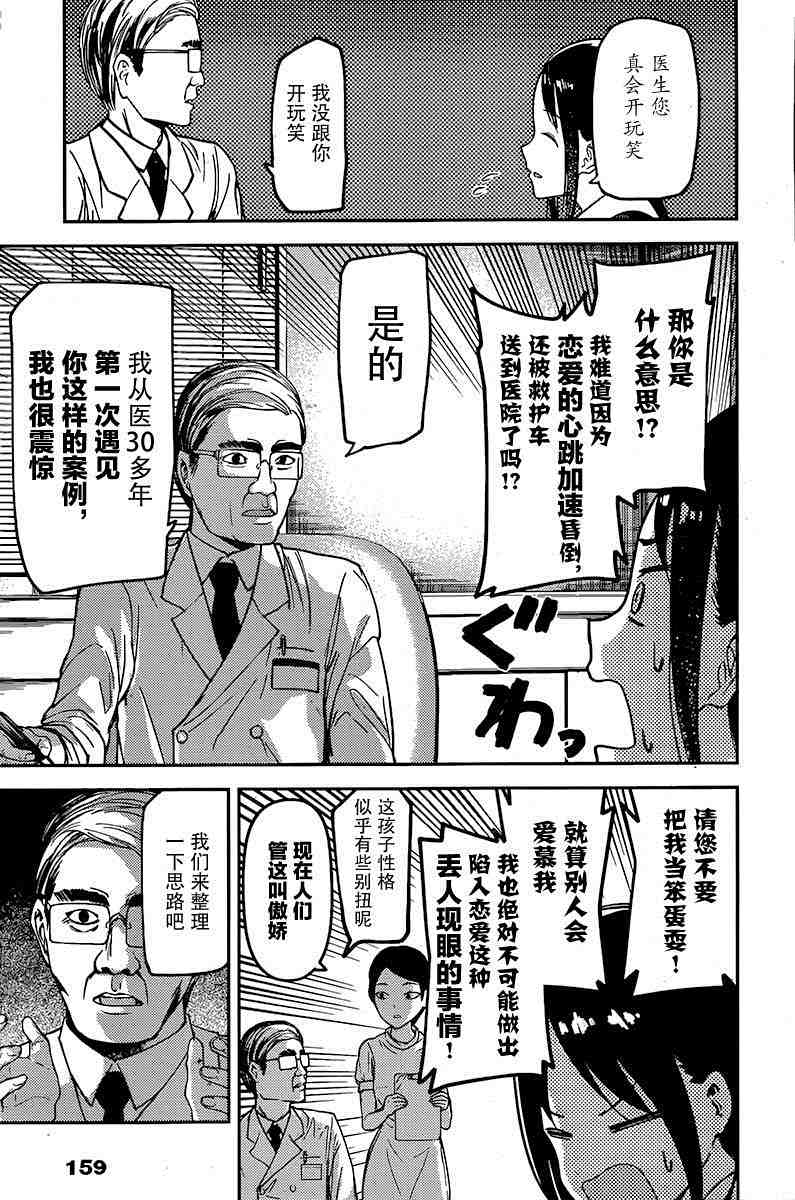 医生您
真会开玩笑
我没跟你
开玩笑
那你是
什么意思!?
我难道因为
恋爱的心跳加速昏倒，
还被救护车
送到医院了吗!?
是的
我从医30多年
第一次遇见
你这样的案例，
我也很震惊
ぐわっ
请您不要
把我当笨蛋耍！
就算别人会
爱慕我
我也绝对不可能做出
陷入恋爱这种
丢人现眼的事情！
这孩子性格
似乎有些别扭呢
现在人们
管这叫傲娇
我们来整理
一下思路吧
159